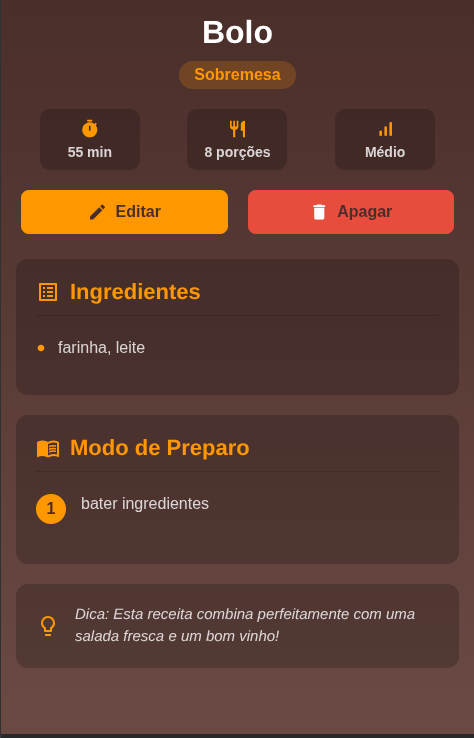 Bolo
Sobremesa
55 min
8 porções
Médio
Editar
Apagar
Ingredientes
farinha, leite
Modo de Preparo
1
bater ingredientes
Dica: Esta receita combina perfeitamente com uma
salada fresca e um bom vinho!